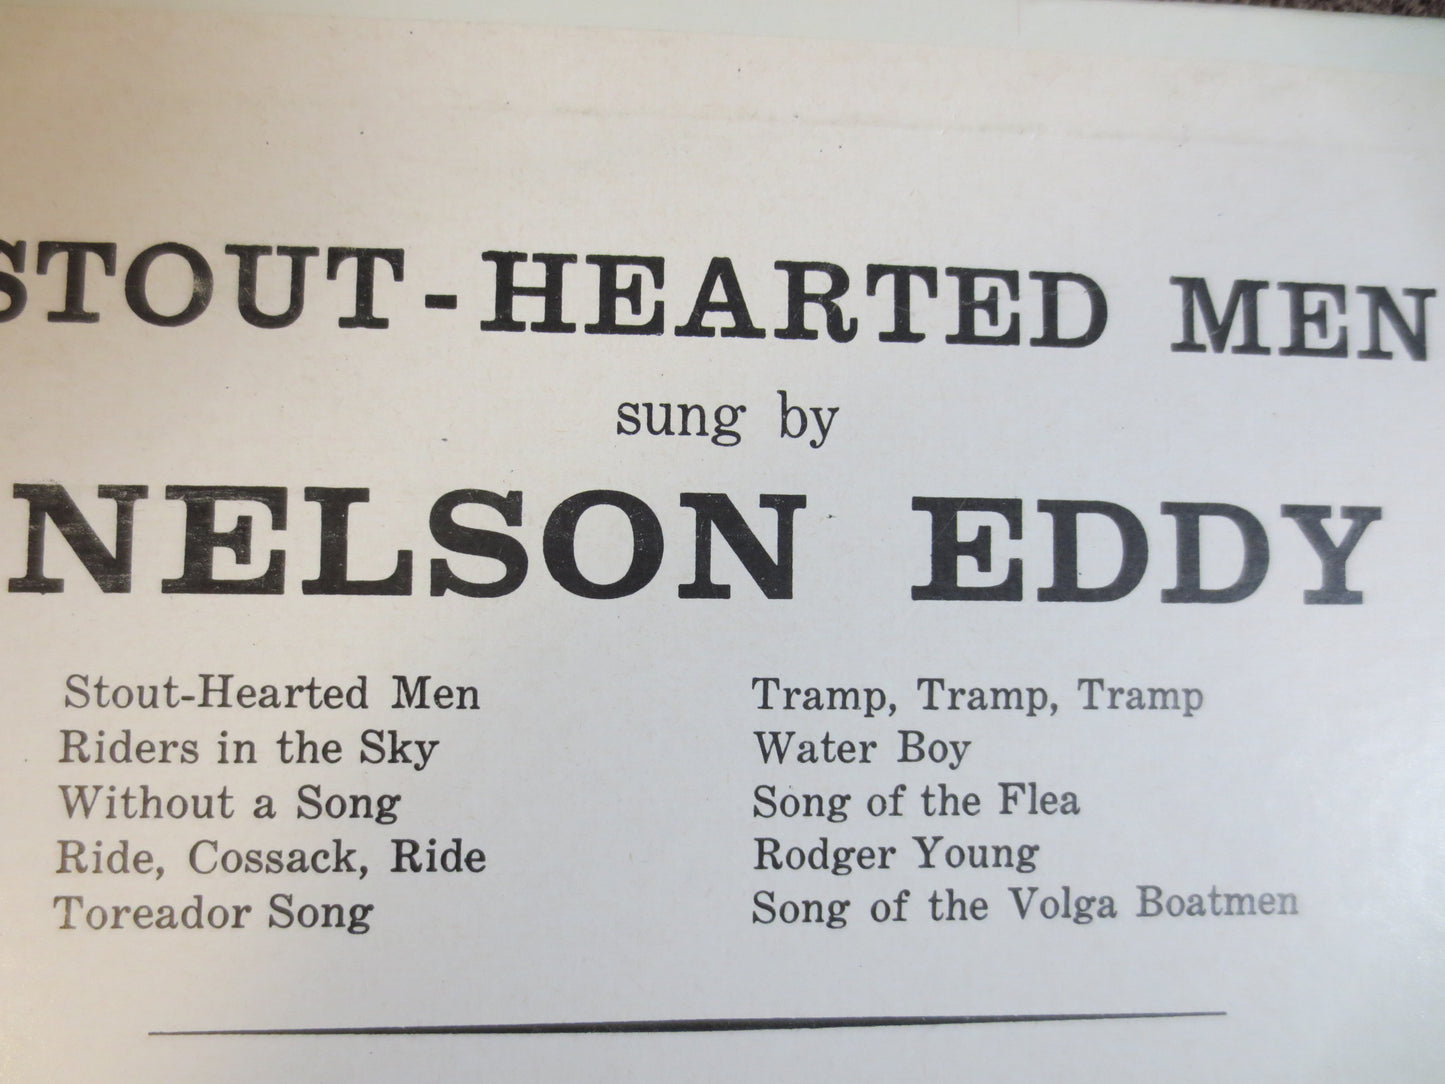 STOUT-HEARTED MEN
sung by
NELSON EDDY
Stout-Hearted Men
Riders in the Sky
Without a Song
Ride, Cossack, Ride
Toreador Song
Tramp, Tramp, Tramp
Water Boy
Song of the Flea
Rodger Young
Song of the Volga Boatmen